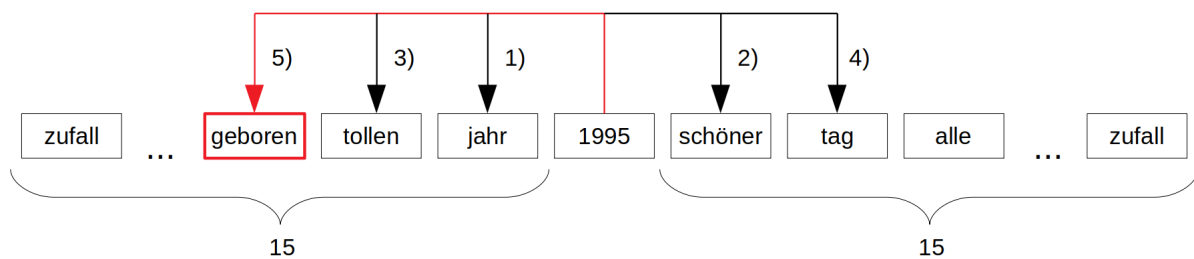 5) 3) 1) 2) 4)
zufall ... geboren tollen jahr 1995 schöner tag alle ... zufall
15 15